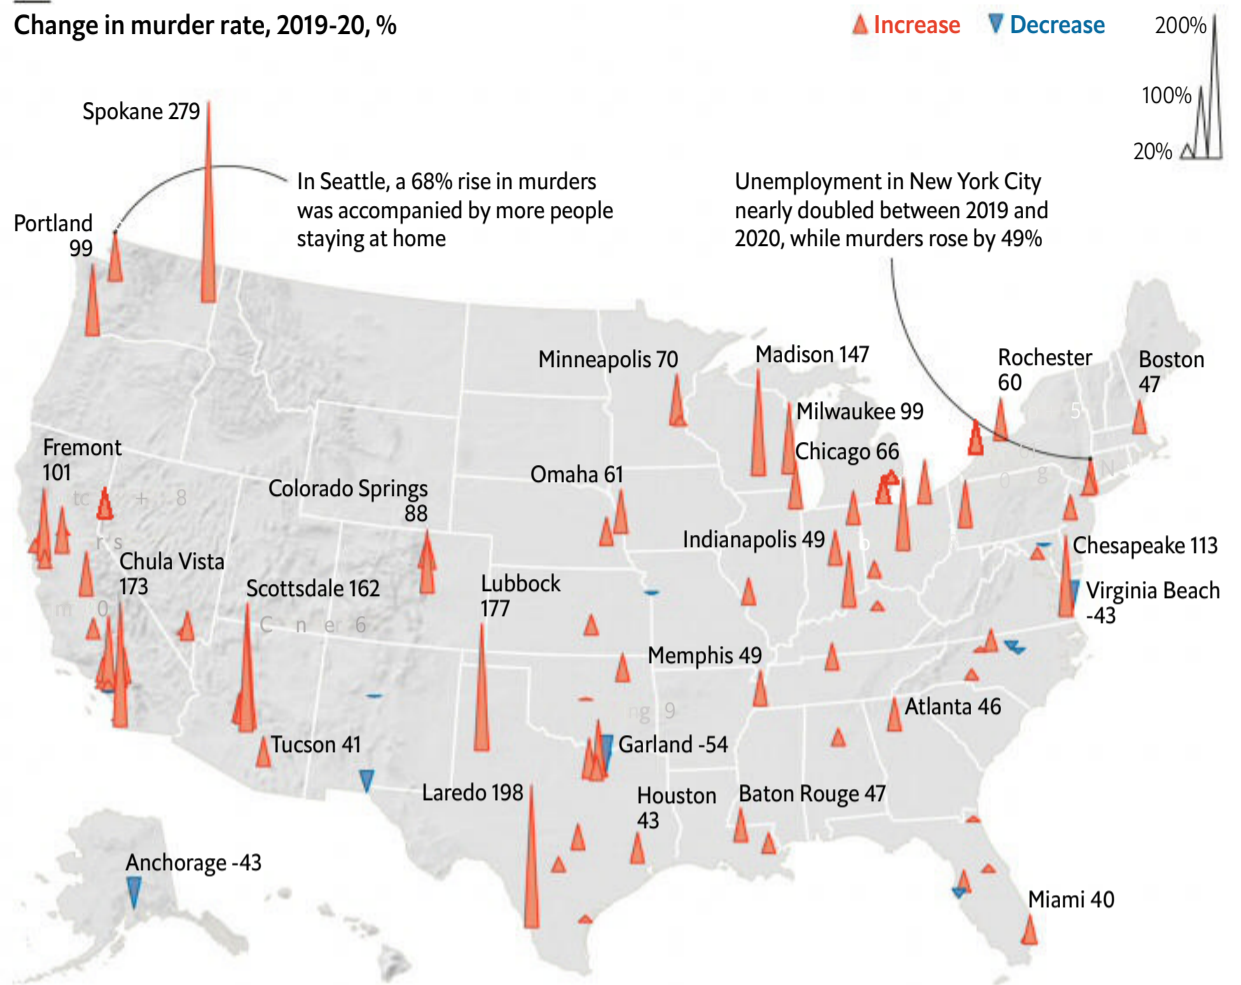 Change in murder rate, 2019-20, %
Increase
Decrease
200%
100%
20%
Spokane 279
In Seattle, a 68% rise in murders
was accompanied by more people
staying at home
Unemployment in New York City
nearly doubled between 2019 and
2020, while murders rose by 49%
Portland
99
Minneapolis 70
Madison 147
Rochester
60
Boston
47
Milwaukee 99
Chicago 66
Fremont
101
Omaha 61
Colorado Springs
88
Indianapolis 49
Chesapeake 113
Chula Vista
173
Scottsdale 162
Lubbock
177
Virginia Beach
-43
Memphis 49
Atlanta 46
Tucson 41
Garland -54
Laredo 198
Houston
43
Baton Rouge 47
Anchorage -43
Miami 40